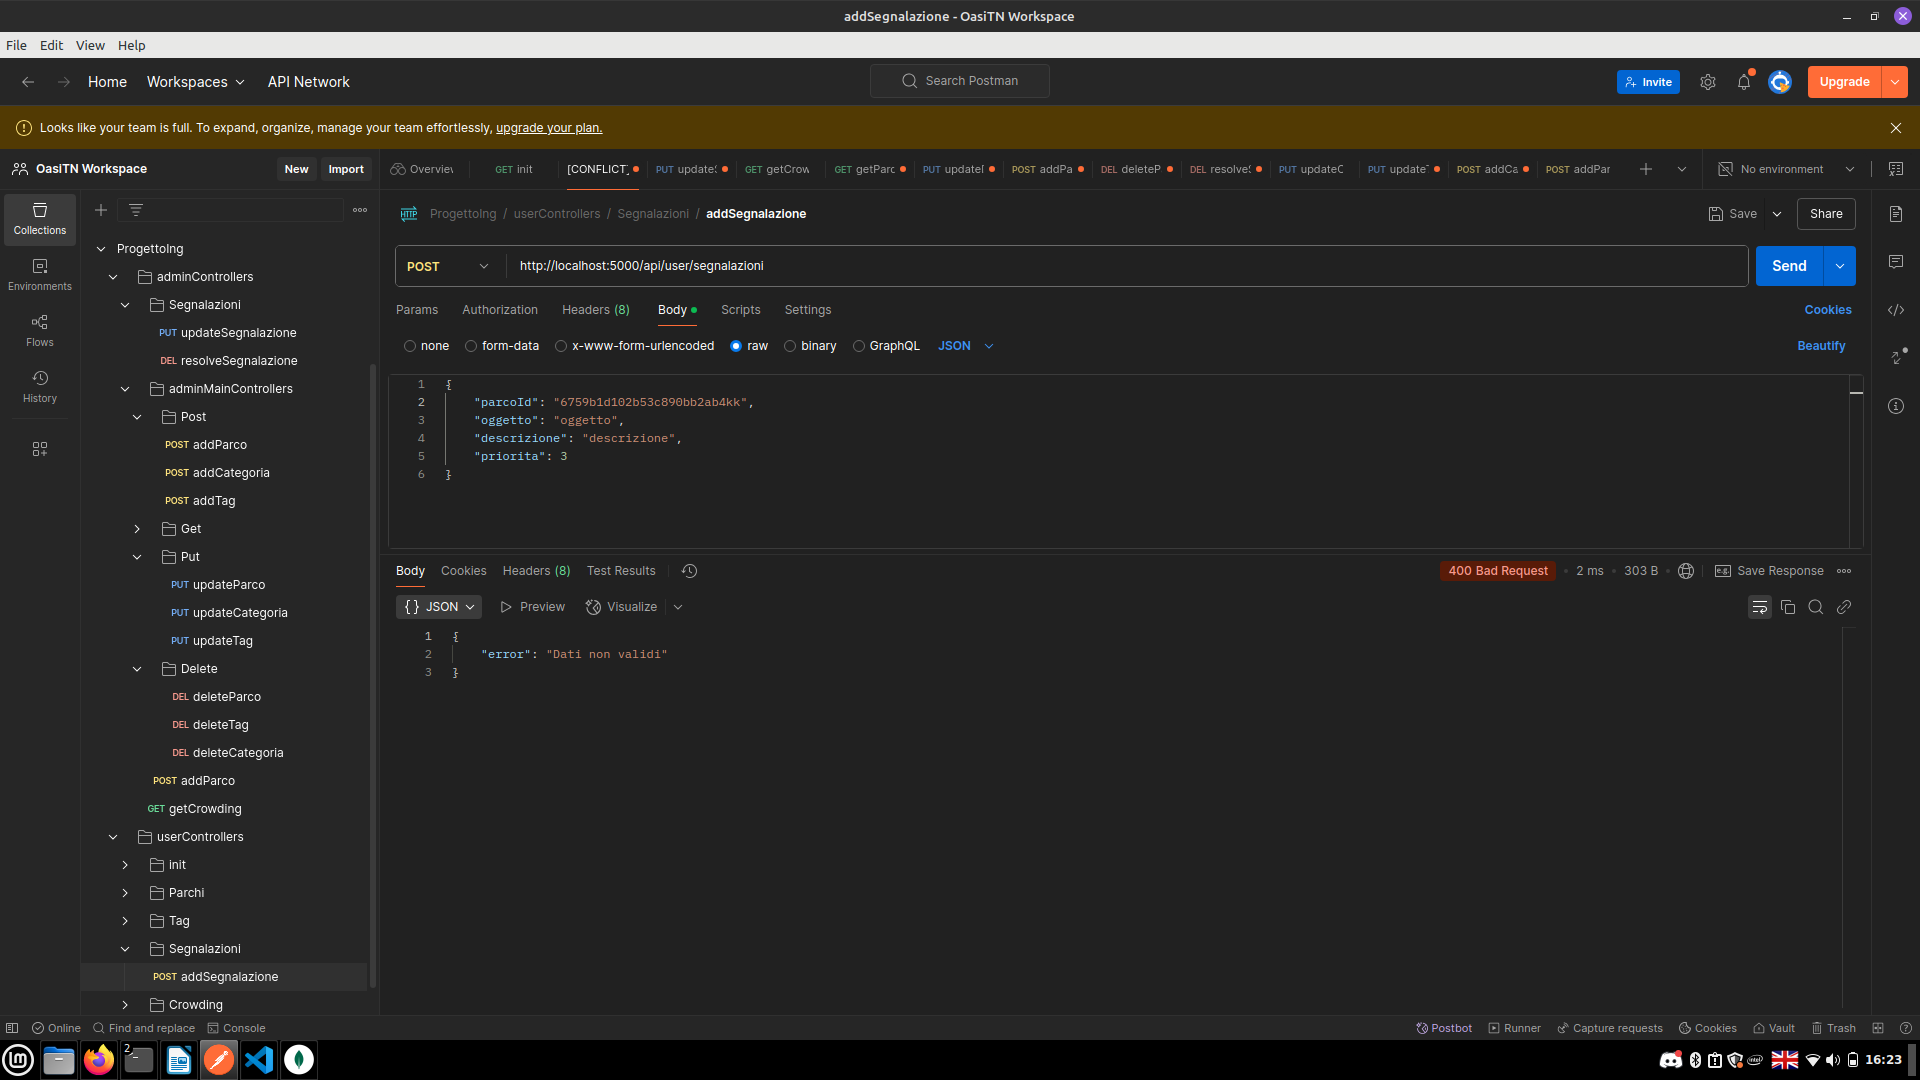 addSegnalazione - OasiTN Workspace
File Edit View Help
Home Workspaces API Network
Search Postman
Invite
Upgrade
Looks like your team is full. To expand, organize, manage your team effortlessly, upgrade your plan.
OasiTN Workspace New Import
Overview GET init [CONFLICT] PUT updateS GET getCrow GET getParc PUT updateI POST addPa DEL deleteP DEL resolveS PUT updateC PUT updateT POST addCa POST addPar No environment
Collections
Environments
Flows
History
ProgettoIng
adminControllers
Segnalazioni
PUT updateSegnalazione
DEL resolveSegnalazione
adminMainControllers
Post
POST addParco
POST addCategoria
POST addTag
Get
Put
PUT updateParco
PUT updateCategoria
PUT updateTag
Delete
DEL deleteParco
DEL deleteTag
DEL deleteCategoria
POST addParco
GET getCrowding
userControllers
init
Parchi
Tag
Segnalazioni
POST addSegnalazione
Crowding
HTTP ProgettoIng / userControllers / Segnalazioni / addSegnalazione
Save Share
POST http://localhost:5000/api/user/segnalazioni Send
Params Authorization Headers (8) Body Scripts Settings Cookies
none form-data x-www-form-urlencoded raw binary GraphQL JSON Beautify
1 {
2 "parcoId": "6759b1d102b53c890bb2ab4kk",
3 "oggetto": "oggetto",
4 "descrizione": "descrizione",
5 "priorita": 3
6 }
Body Cookies Headers (8) Test Results 400 Bad Request 2 ms 303 B e.g. Save Response
{} JSON Preview Visualize
1 {
2 "error": "Dati non validi"
3 }
Online Find and replace Console Postbot Runner Capture requests Cookies Vault Trash
2
16:23